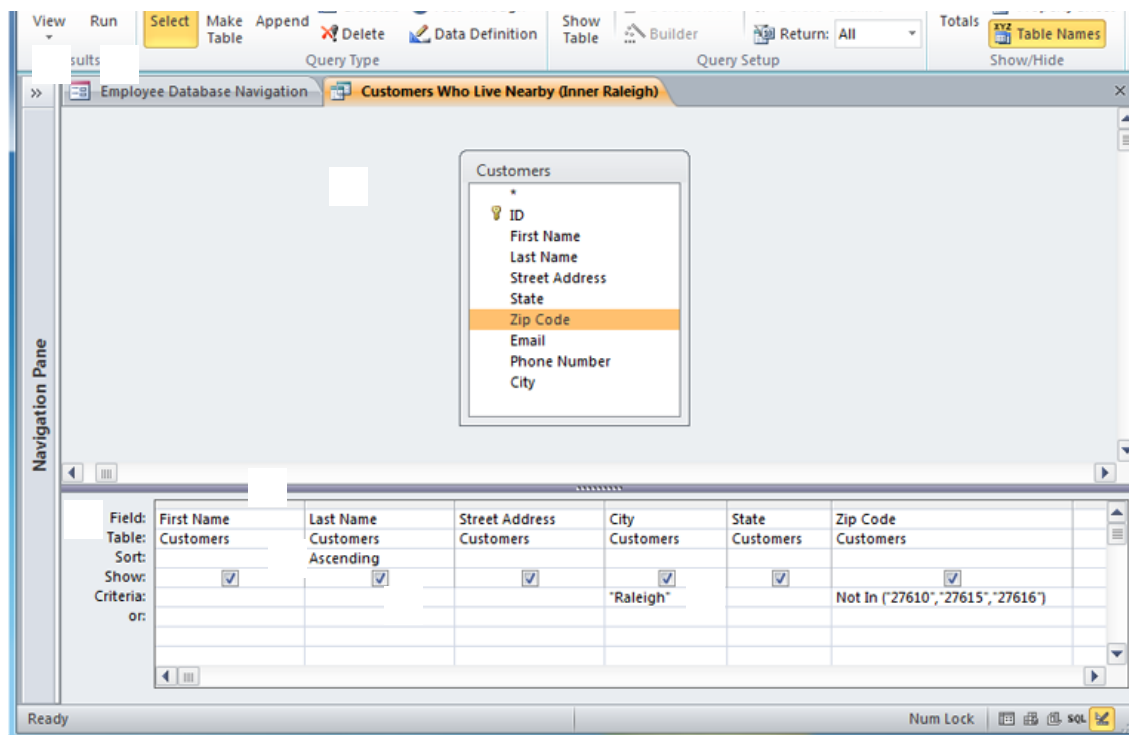 View Run Select Make Table Append Delete Data Definition Show Table Builder Return: All Totals XYZ Table Names
Query Type Query Setup Show/Hide
» Employee Database Navigation Customers Who Live Nearby (Inner Raleigh) ×
Navigation Pane
Customers
*
ID
First Name
Last Name
Street Address
State
Zip Code
Email
Phone Number
City
Field: First Name Last Name Street Address City State Zip Code
Table: Customers Customers Customers Customers Customers Customers
Sort: Ascending
Show:
Criteria: "Raleigh" Not In ("27610","27615","27616")
or:
Ready Num Lock SQL